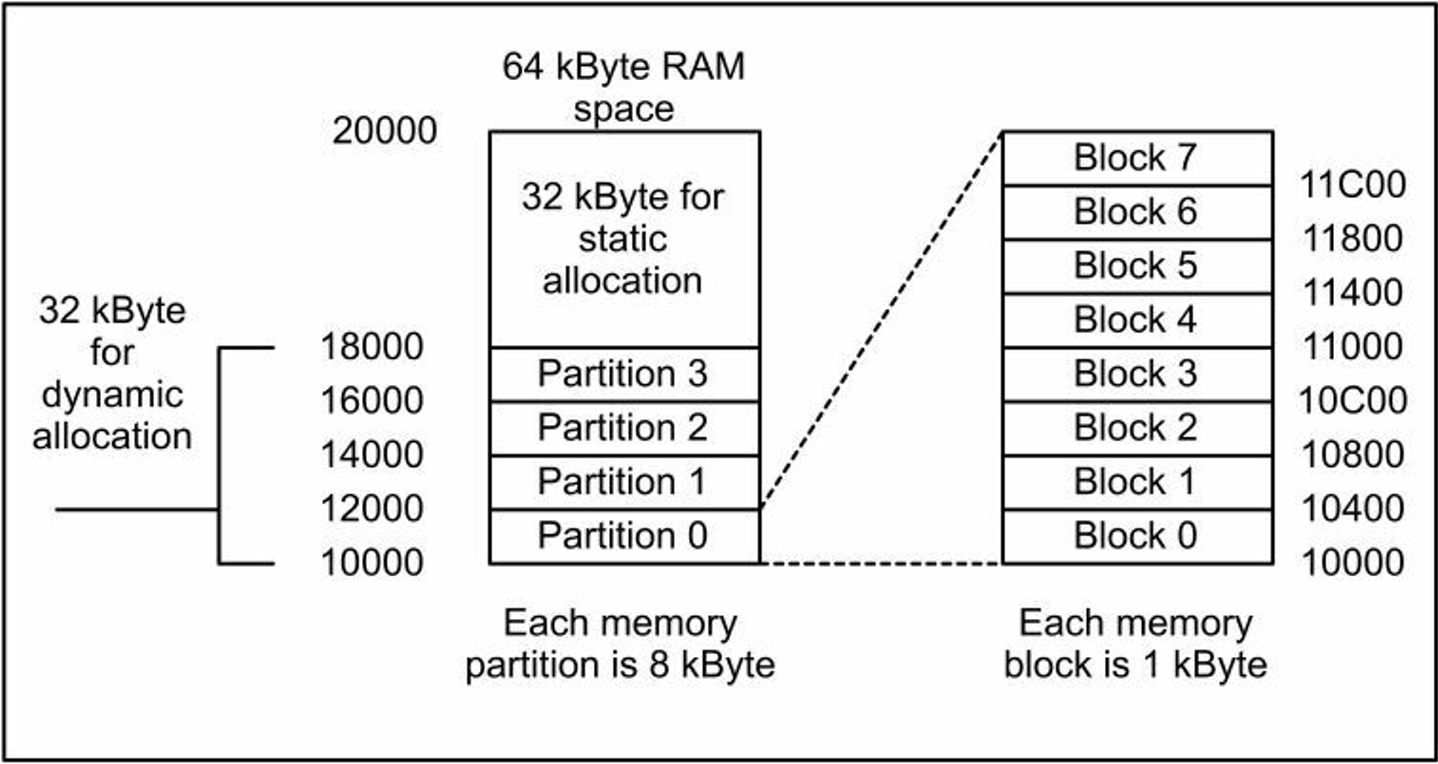 64 kByte RAM
space
20000
32 kByte for
static
allocation
32 kByte
for
dynamic
allocation
18000
16000
14000
12000
10000
Partition 3
Partition 2
Partition 1
Partition 0
Each memory
partition is 8 kByte
Block 7
Block 6
Block 5
Block 4
Block 3
Block 2
Block 1
Block 0
11C00
11800
11400
11000
10C00
10800
10400
10000
Each memory
block is 1 kByte